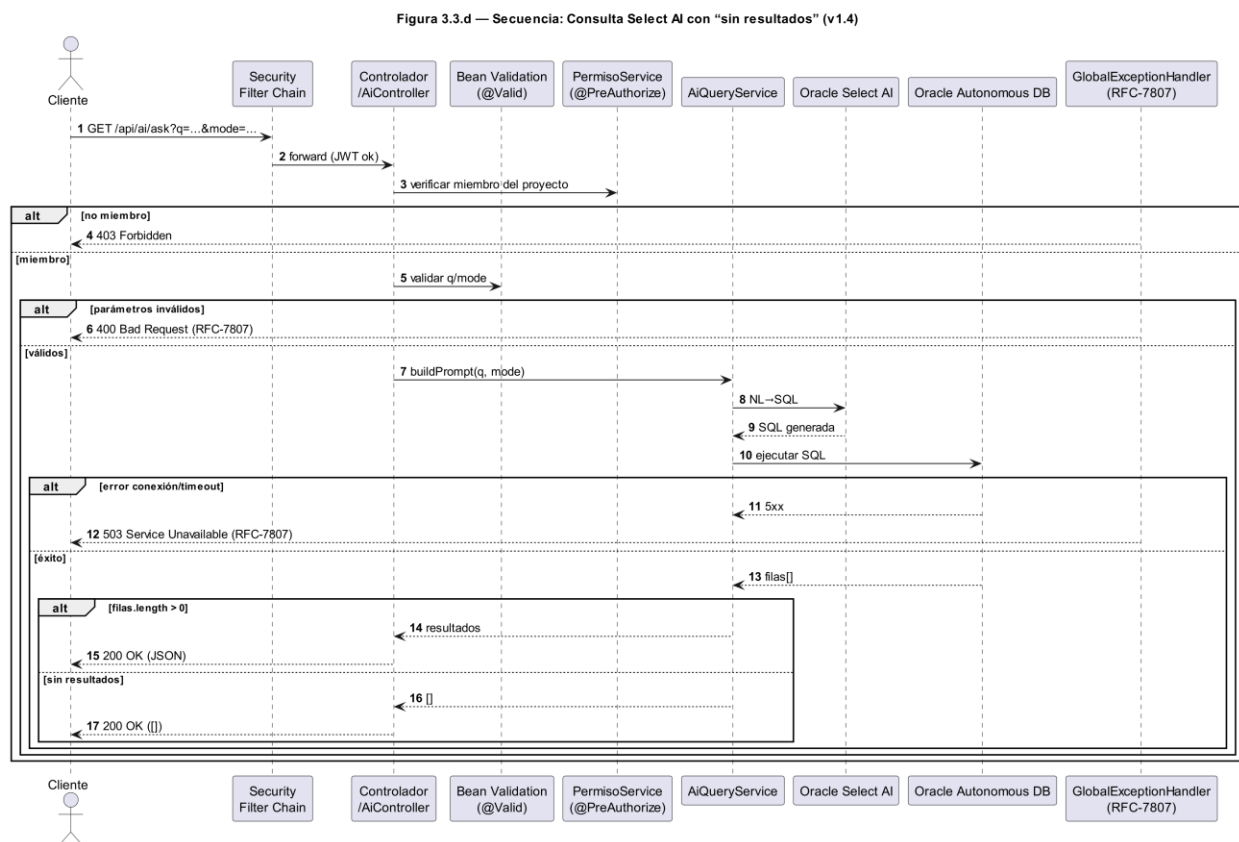 Figura 3.3.d — Secuencia: Consulta Select AI con “sin resultados” (v1.4)
Cliente
Security
Filter Chain
Controlador
/AiController
Bean Validation
(@Valid)
PermisoService
(@PreAuthorize)
AiQueryService
Oracle Select AI
Oracle Autonomous DB
GlobalExceptionHandler
(RFC-7807)
1 GET /api/ai/ask?q=...&mode=...
2 forward (JWT ok)
3 verificar miembro del proyecto
alt [no miembro]
4 403 Forbidden
[miembro]
5 validar q/mode
alt [parámetros inválidos]
6 400 Bad Request (RFC-7807)
[válidos]
7 buildPrompt(q, mode)
8 NL→SQL
9 SQL generada
10 ejecutar SQL
alt [error conexión/timeout]
11 5xx
12 503 Service Unavailable (RFC-7807)
[éxito]
13 filas[]
alt [filas.length > 0]
14 resultados
15 200 OK (JSON)
[sin resultados]
16 []
17 200 OK ([])
Cliente
Security
Filter Chain
Controlador
/AiController
Bean Validation
(@Valid)
PermisoService
(@PreAuthorize)
AiQueryService
Oracle Select AI
Oracle Autonomous DB
GlobalExceptionHandler
(RFC-7807)